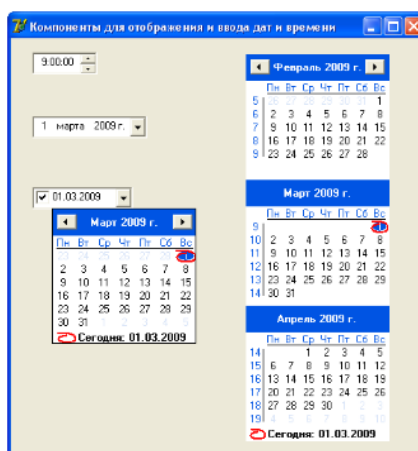 Компоненты для отображения и ввода дат и времени
9:00:00
1 марта 2009 г.
01.03.2009
Март 2009 г.
Пн Вт Ср Чт Пт Сб Вс
23 24 25 26 27 28 1
2 3 4 5 6 7 8
9 10 11 12 13 14 15
16 17 18 19 20 21 22
23 24 25 26 27 28 29
30 31 1 2 3 4 5
Сегодня: 01.03.2009
Февраль 2009 г.
Пн Вт Ср Чт Пт Сб Вс
5 26 27 28 29 30 31 1
6 2 3 4 5 6 7 8
7 9 10 11 12 13 14 15
8 16 17 18 19 20 21 22
9 23 24 25 26 27 28
Март 2009 г.
Пн Вт Ср Чт Пт Сб Вс
9 1
10 2 3 4 5 6 7 8
11 9 10 11 12 13 14 15
12 16 17 18 19 20 21 22
13 23 24 25 26 27 28 29
14 30 31
Апрель 2009 г.
Пн Вт Ср Чт Пт Сб Вс
14 1 2 3 4 5
15 6 7 8 9 10 11 12
16 13 14 15 16 17 18 19
17 20 21 22 23 24 25 26
18 27 28 29 30 1 2 3
19 4 5 6 7 8 9 10
Сегодня: 01.03.2009